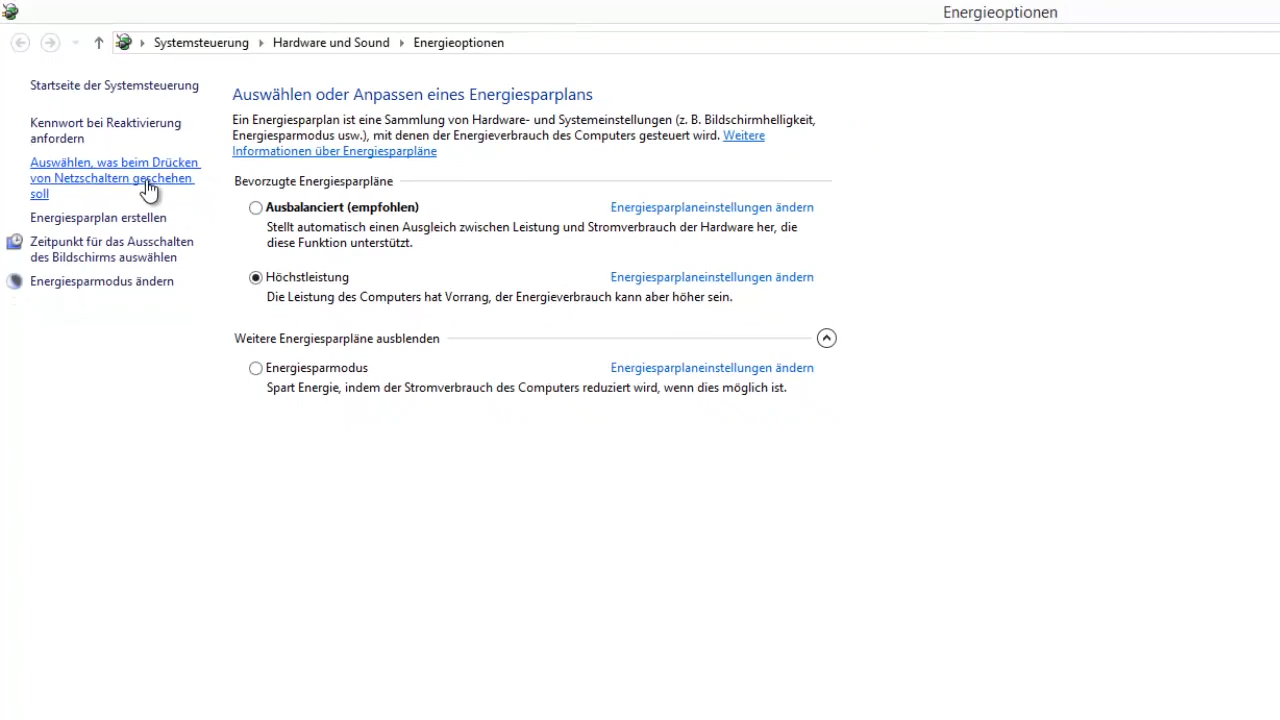 Energieoptionen
Systemsteuerung
Hardware und Sound
Energieoptionen
Startseite der Systemsteuerung
Kennwort bei Reaktivierung
anfordern
Auswählen, was beim Drücken
von Netzschaltern geschehen
soll
Energiesparplan erstellen
Zeitpunkt für das Ausschalten
des Bildschirms auswählen
Energiesparmodus ändern
Auswählen oder Anpassen eines Energiesparplans
Ein Energiesparplan ist eine Sammlung von Hardware- und Systemeinstellungen (z. B. Bildschirmhelligkeit,
Energiesparmodus usw.), mit denen der Energieverbrauch des Computers gesteuert wird. Weitere
Informationen über Energiesparpläne
Bevorzugte Energiesparpläne
Ausbalanciert (empfohlen) Energiesparplaneinstellungen ändern
Stellt automatisch einen Ausgleich zwischen Leistung und Stromverbrauch der Hardware her, die
diese Funktion unterstützt.
Höchstleistung Energiesparplaneinstellungen ändern
Die Leistung des Computers hat Vorrang, der Energieverbrauch kann aber höher sein.
Weitere Energiesparpläne ausblenden
Energiesparmodus Energiesparplaneinstellungen ändern
Spart Energie, indem der Stromverbrauch des Computers reduziert wird, wenn dies möglich ist.